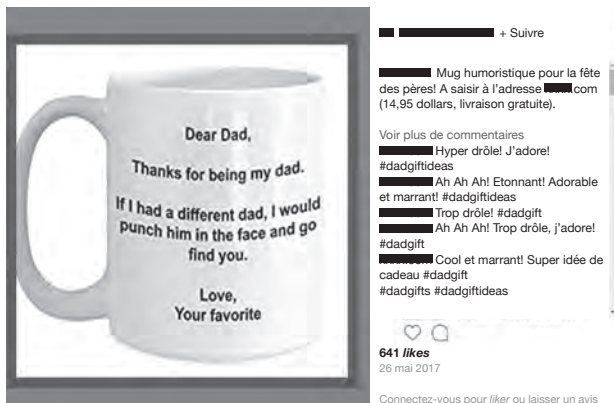 Dear Dad,
Thanks for being my dad.
If I had a different dad, I would
punch him in the face and go
find you.
Love,
Your favorite
+ Suivre
Mug humoristique pour la fête
des pères! A saisir à l’adresse .com
(14,95 dollars, livraison gratuite).
Voir plus de commentaires
Hyper drôle! J’adore!
#dadgiftideas
Ah Ah Ah! Etonnant! Adorable
et marrant! #dadgiftideas
Trop drôle! #dadgift
Ah Ah Ah! Trop drôle, j’adore!
#dadgift
Cool et marrant! Super idée de
cadeau #dadgift
#dadgifts #dadgiftideas
641 likes
26 mai 2017
Connectez-vous pour liker ou laisser un avis